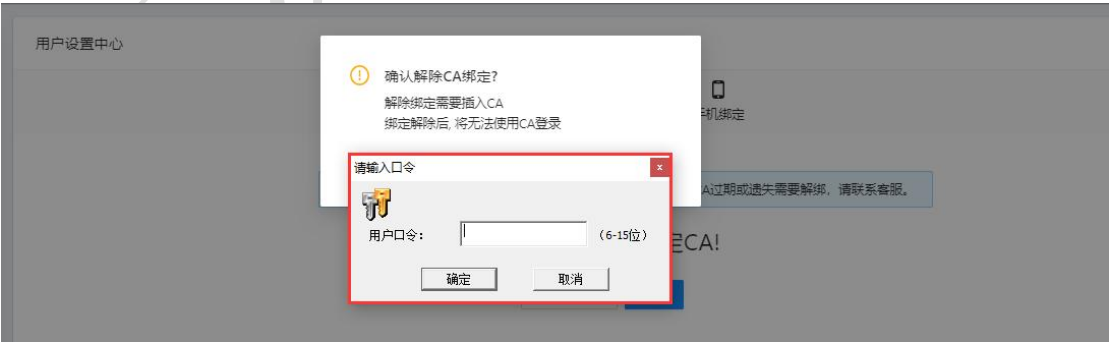 用户设置中心
确认解除CA绑定?
解除绑定需要插入CA
绑定解除后, 将无法使用CA登录
机绑定
请输入口令
x
A过期或遗失需要解绑, 请联系客服。
用户口令:
(6-15位)
CA!
确定
取消